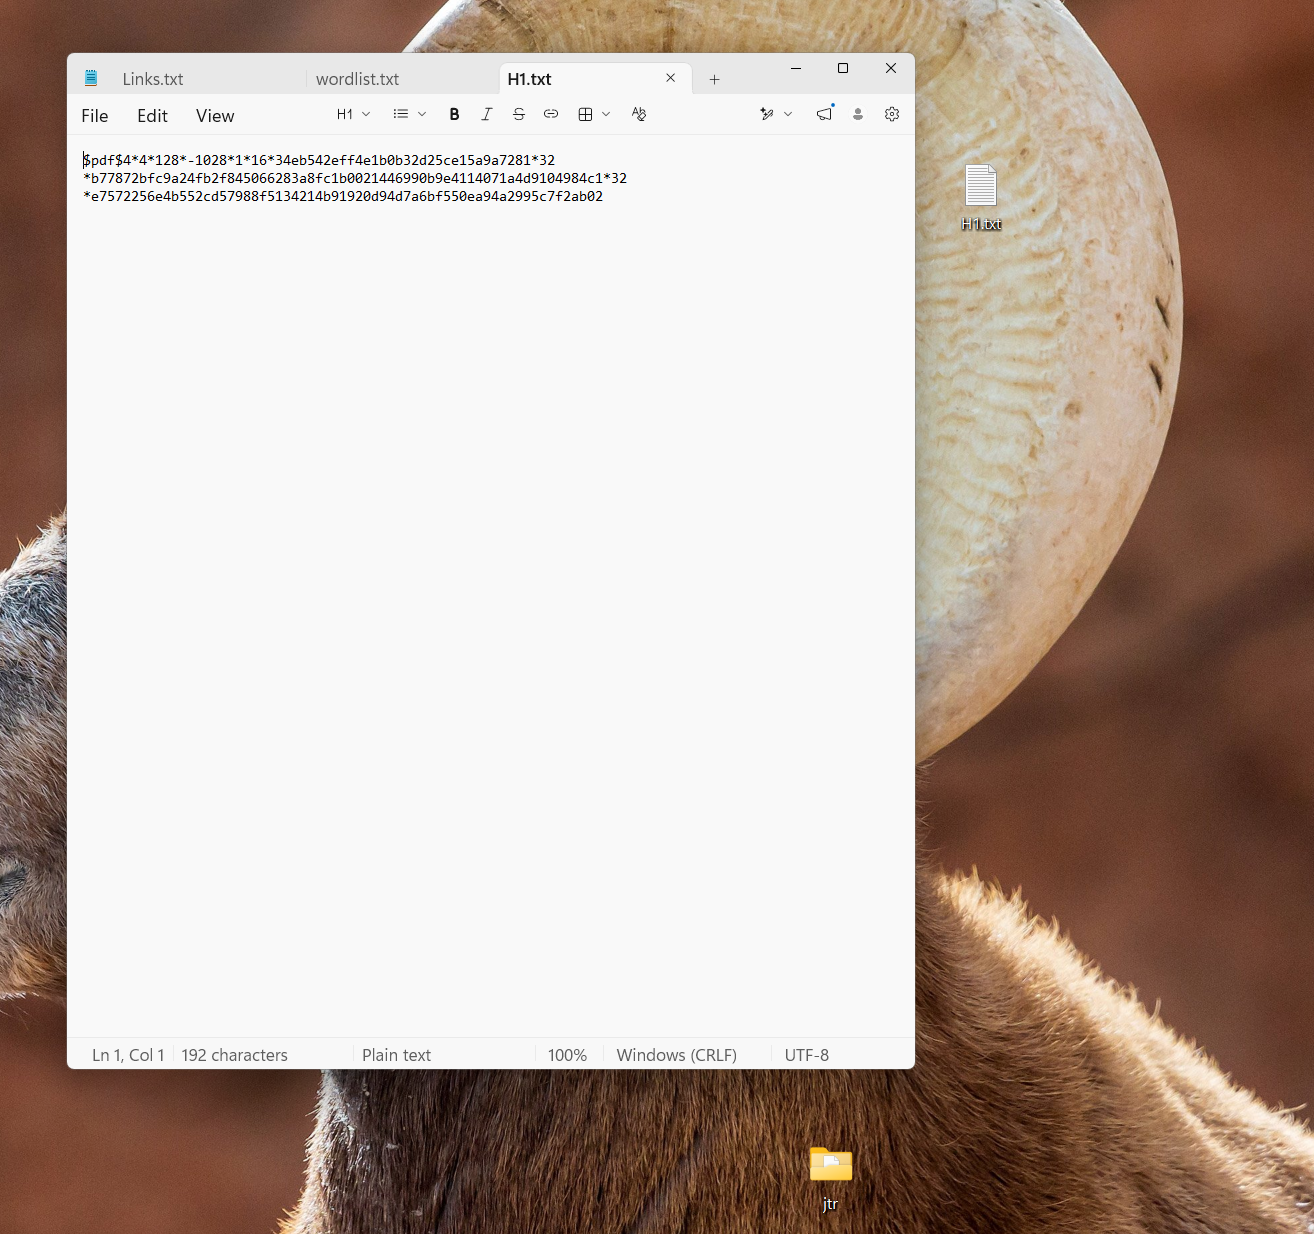 Links.txt
wordlist.txt
H1.txt
File
Edit
View
H1
B
I
S
$pdf$4*4*128*-1028*1*16*34eb542eff4e1b0b32d25ce15a9a7281*32
*b77872bfc9a24fb2f845066283a8fc1b0021446990b9e4114071a4d9104984c1*32
*e7572256e4b552cd57988f5134214b91920d94d7a6bf550ea94a2995c7f2ab02
H1.txt
Ln 1, Col 1
192 characters
Plain text
100%
Windows (CRLF)
UTF-8
jtr